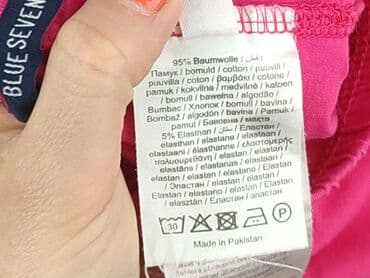 BLUE SEVEN
95% Baumwolle / قطن /
Памук / bomuld / cotton / puuvill /
puuvilla / coton / βαμβάκι / cotone /
pamuk / kokvilna / medvilnė / katoen
/ bomull / bawełna / algodão /
Bumbac / Хлопок / bomull / bavlna /
Bombaž / algodón / bavlna / Pamut /
pamuk / Бавовна / мақта
5% Elasthan / Еластан /
elasthan / elastane / elastaan /
elastaani / élasthanne / ελαστομερής
πολυουρεθάνη / elastan /
elastāns / elastanas / elastaan /
elastan / elastan / elastano /
/ Эластан / elastan / elastan /
elastan / elastano / elastan /
elasztán / elastan / еластан /
эластан
30 P
Made in Pakistan